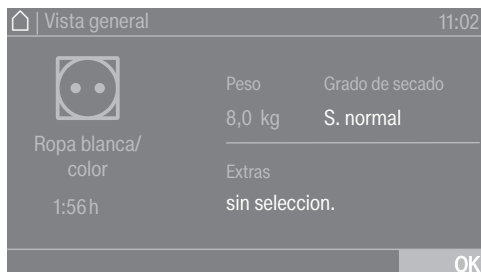 Vista general
11:02
Ropa blanca/
color
1:56 h
Peso
8,0 kg
Grado de secado
S. normal
Extras
sin seleccion.
OK